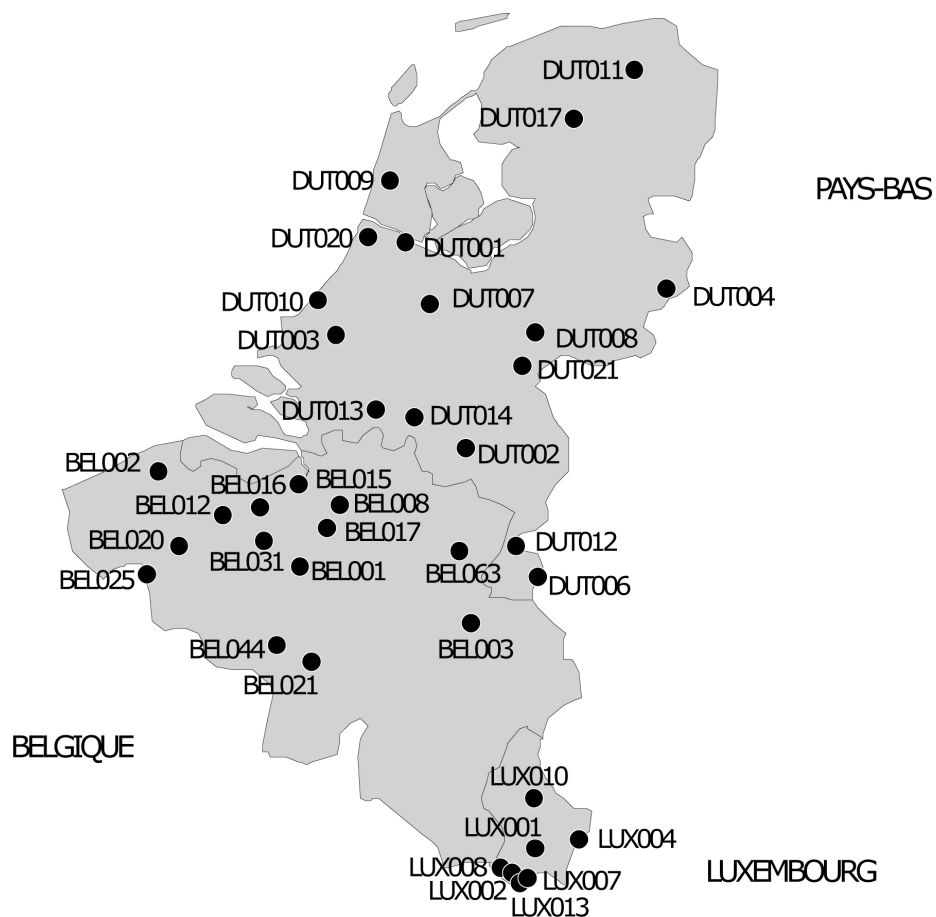 DUT011
DUT017
DUT009
PAYS-BAS
DUT020
DUT001
DUT004
DUT010
DUT007
DUT003
DUT008
DUT021
DUT013
DUT014
DUT002
BEL002
BEL016
BEL015
BEL012
BEL008
BEL017
BEL020
BEL031
DUT012
BEL001
BEL063
BEL025
DUT006
BEL044
BEL003
BEL021
BELGIQUE
LUX010
LUX001
LUX004
LUX008
LUXEMBOURG
LUX002
LUX007
LUX013